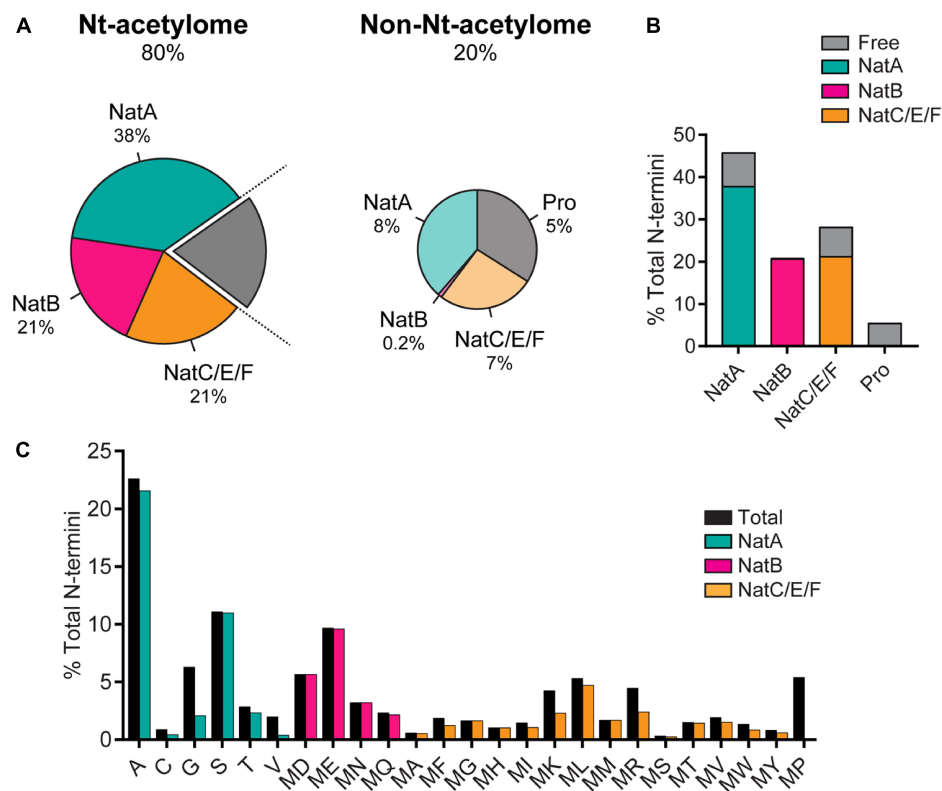 A
Nt-acetylome
80%
Non-Nt-acetylome
20%
NatA
38%
NatB
21%
NatC/E/F
21%
NatA
8%
Pro
5%
NatB
0.2%
NatC/E/F
7%
B
Free
NatA
NatB
NatC/E/F
% Total N-termini
50
40
30
20
10
0
NatA
NatB
NatC/E/F
Pro
C
% Total N-termini
25
20
15
10
5
0
Total
NatA
NatB
NatC/E/F
A
C
G
S
T
V
MD
ME
MN
MQ
MA
MF
MG
MH
MI
MK
ML
MM
MR
MS
MT
MV
MW
MY
MP